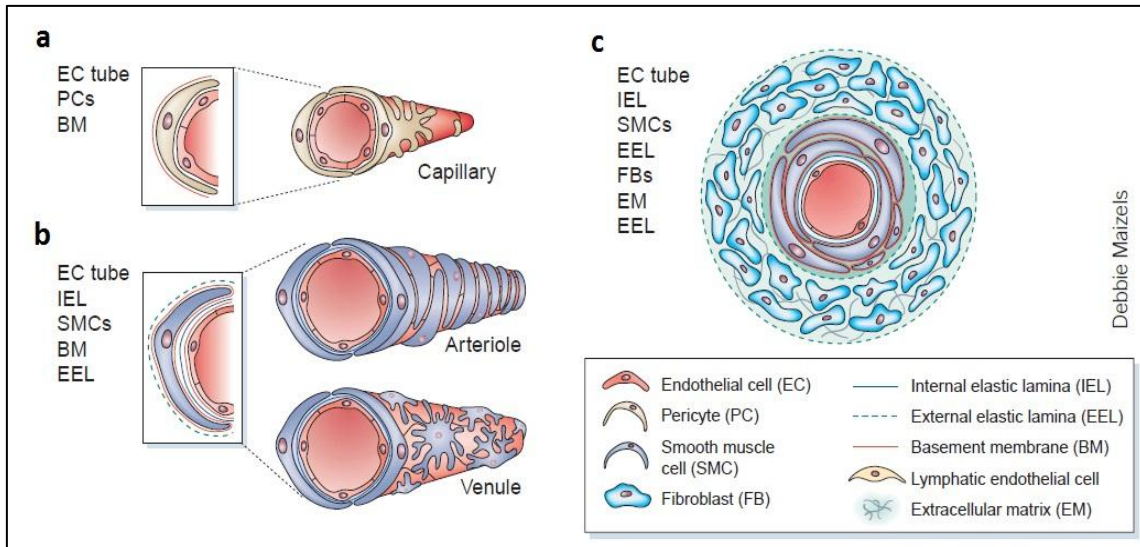 a
EC tube
PCs
BM
Capillary
b
EC tube
IEL
SMCs
BM
EEL
Arteriole
Venule
c
EC tube
IEL
SMCs
EEL
FBs
EM
EEL
Debbie Maizels
Endothelial cell (EC)
Pericyte (PC)
Smooth muscle
cell (SMC)
Fibroblast (FB)
Internal elastic lamina (IEL)
External elastic lamina (EEL)
Basement membrane (BM)
Lymphatic endothelial cell
Extracellular matrix (EM)